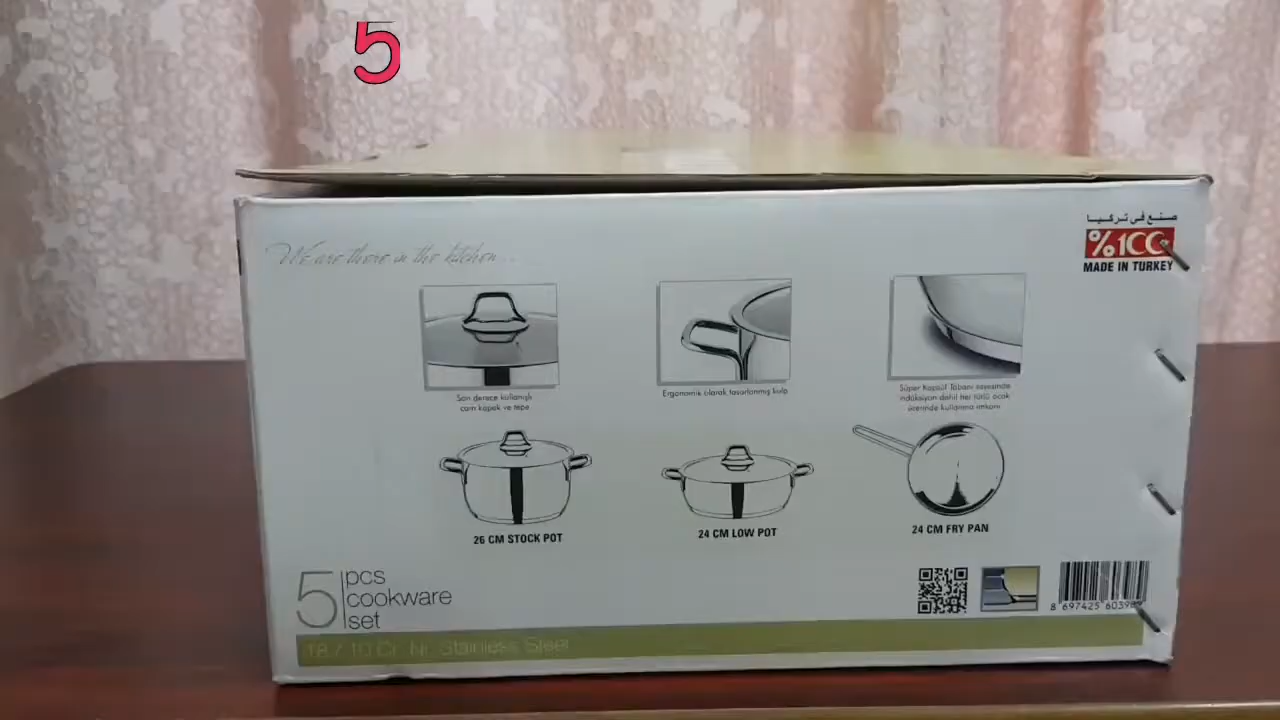 5
صنع في تركيا
%100
MADE IN TURKEY
We are there in the kitchen...
Son derece kullanışlı
cam kapak ve tepe
Ergonomik olarak tasarlanmış kulp
Süper Kapsül Tabanı sayesinde
indüksiyon dahil her türlü ocak
üzerinde kullanma imkanı
26 CM STOCK POT
24 CM LOW POT
24 CM FRY PAN
5 pcs
cookware
set
8 697425 6039
18 / 10 Cr. Ni. Stainless Steel